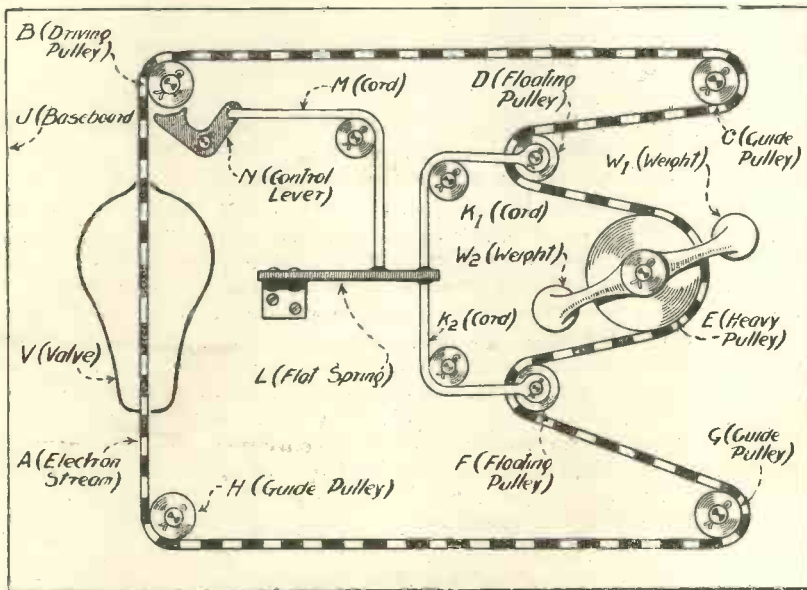 B (Driving
Pulley)
M (Cord)
D (Floating
Pulley)
J (Baseboard)
C (Guide
Pulley)
N (Control
Lever)
W1 (Weight)
K1 (Cord)
W2 (Weight)
K2 (Cord)
E (Heavy
Pulley)
V (Valve)
L (Flat Spring)
A (Electron
Stream)
H (Guide Pulley)
F (Floating
Pulley)
G (Guide
Pulley)